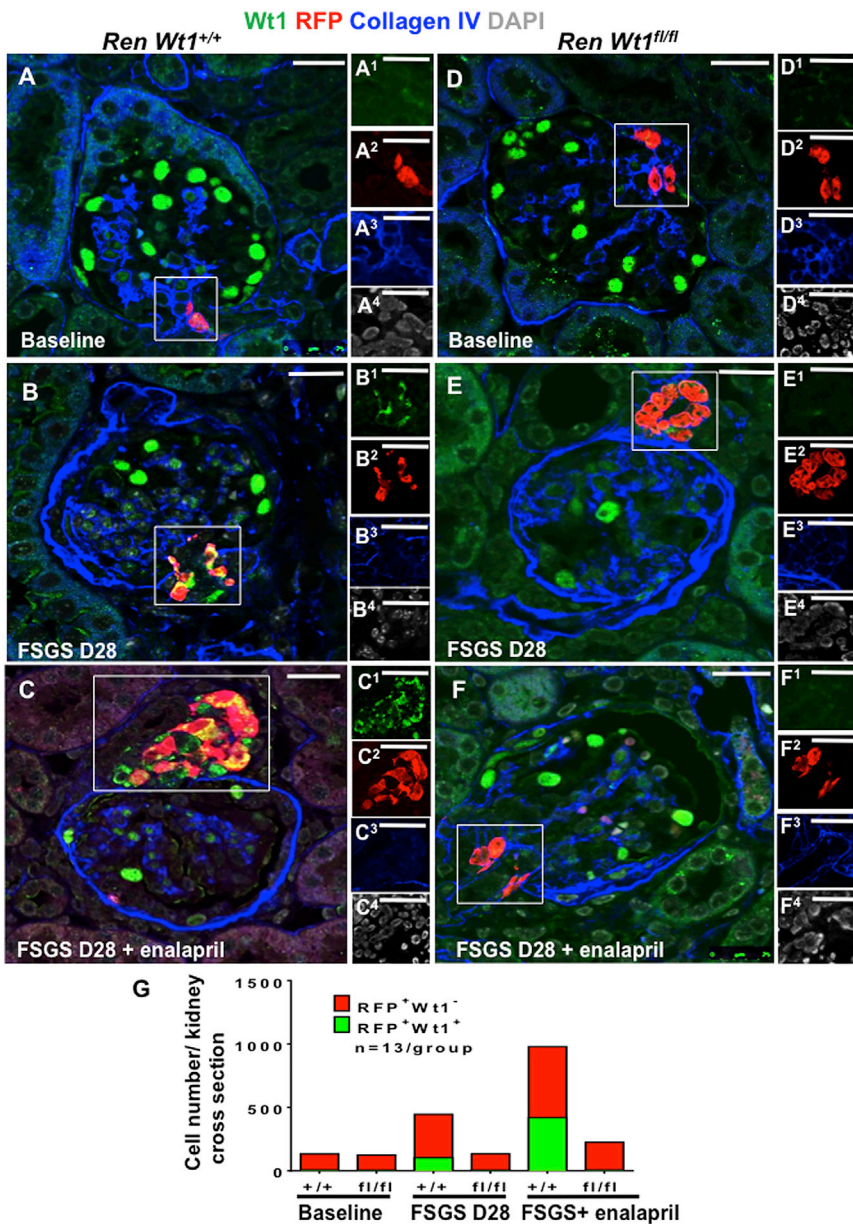 Wt1 RFP Collagen IV DAPI
Ren Wt1+/+
Ren Wt1fl/fl
A
A1
A2
A3
A4
Baseline
D
D1
D2
D3
D4
Baseline
B
B1
B2
B3
B4
FSGS D28
E
E1
E2
E3
E4
FSGS D28
C
C1
C2
C3
C4
FSGS D28 + enalapril
F
F1
F2
F3
F4
FSGS D28 + enalapril
G
Cell number/ kidney
cross section
1500
1000
500
0
RFP+Wt1-
RFP+Wt1+
n=13/group
+/+ fl/fl +/+ fl/fl +/+ fl/fl
Baseline FSGS D28 FSGS+ enalapril